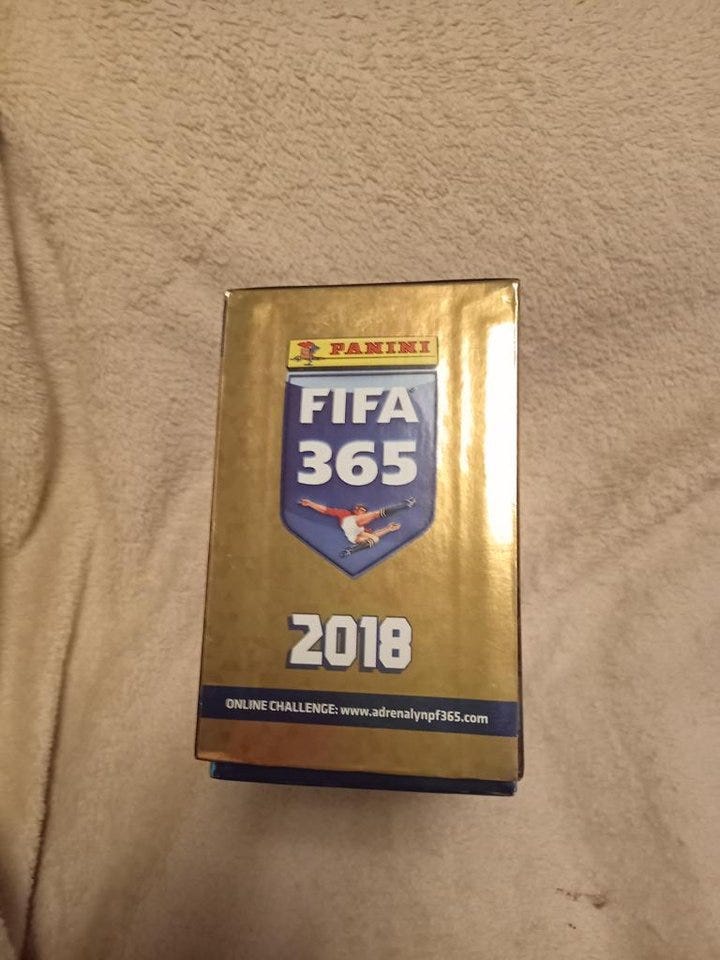 PANINI
FIFA
365
2018
ONLINE CHALLENGE: www.adrenalynpf365.com